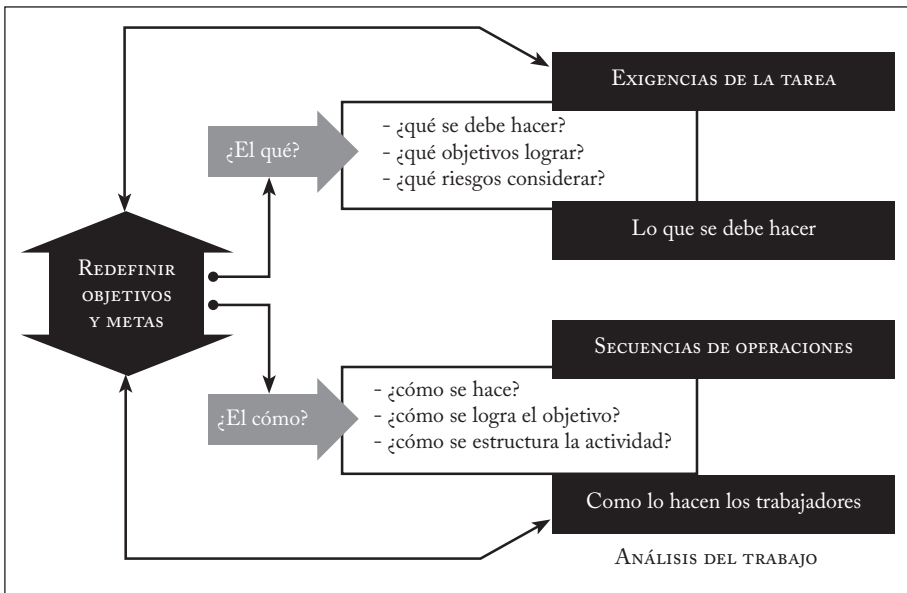 EXIGENCIAS DE LA TAREA
¿El qué?
- ¿qué se debe hacer?
- ¿qué objetivos lograr?
- ¿qué riesgos considerar?
Lo que se debe hacer
REDEFINIR
OBJETIVOS
Y METAS
SECUENCIAS DE OPERACIONES
¿El cómo?
- ¿cómo se hace?
- ¿cómo se logra el objetivo?
- ¿cómo se estructura la actividad?
Como lo hacen los trabajadores
ANÁLISIS DEL TRABAJO